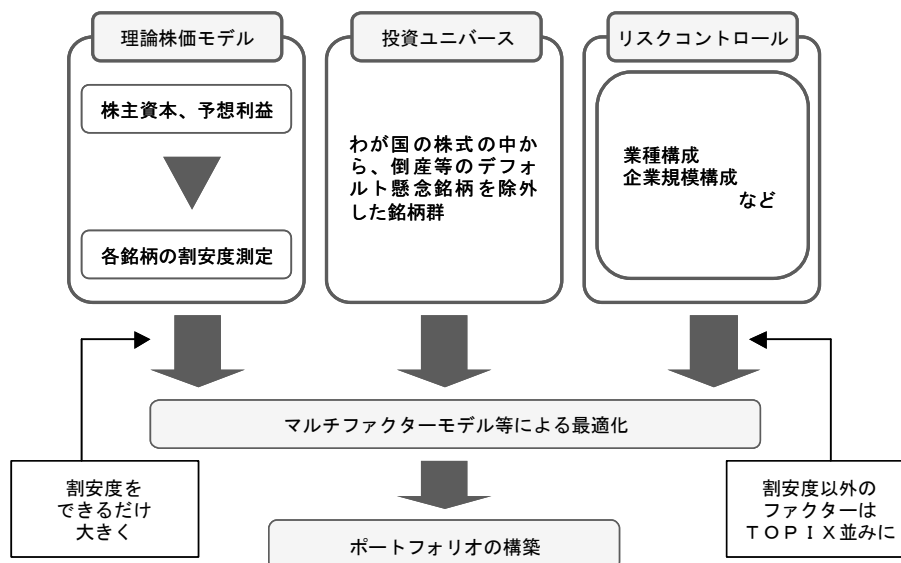 理論株価モデル
株主資本、予想利益
各銘柄の割安度測定
投資ユニバース
わが国の株式の中か
ら、倒産等のデフォ
ルト懸念銘柄を除外
した銘柄群
リスクコントロール
業種構成
企業規模構成
など
マルチファクターモデル等による最適化
割安度を
できるだけ
大きく
割安度以外の
ファクターは
ＴＯＰＩＸ並みに
ポートフォリオの構築